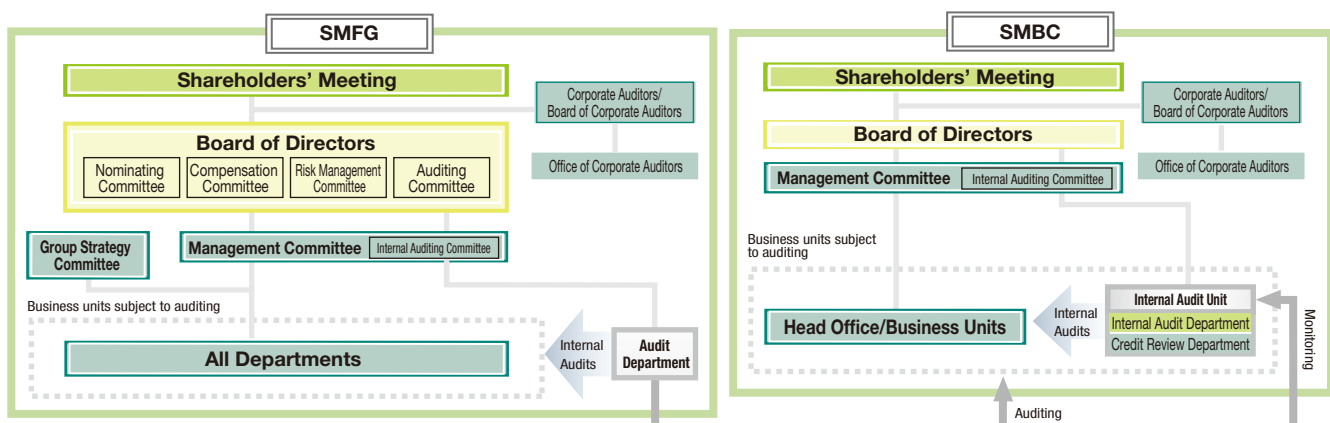 SMFG
Shareholders' Meeting
Corporate Auditors/
Board of Corporate Auditors
Board of Directors
Nominating
Committee
Compensation
Committee
Risk Management
Committee
Auditing
Committee
Office of Corporate Auditors
Group Strategy
Committee
Management Committee
Internal Auditing Committee
Business units subject to auditing
All Departments
Internal
Audits
Audit
Department
SMBC
Shareholders' Meeting
Corporate Auditors/
Board of Corporate Auditors
Board of Directors
Office of Corporate Auditors
Management Committee
Internal Auditing Committee
Business units subject
to auditing
Head Office/Business Units
Internal
Audits
Internal Audit Unit
Internal Audit Department
Credit Review Department
Monitoring
Auditing